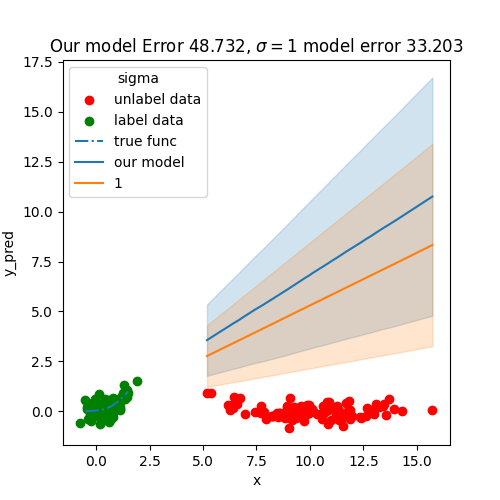 Our model Error 48.732, σ = 1 model error 33.203
17.5
15.0
12.5
10.0
7.5
5.0
2.5
0.0
y_pred
sigma
unlabel data
label data
true func
our model
1
0.0 2.5 5.0 7.5 10.0 12.5 15.0
x